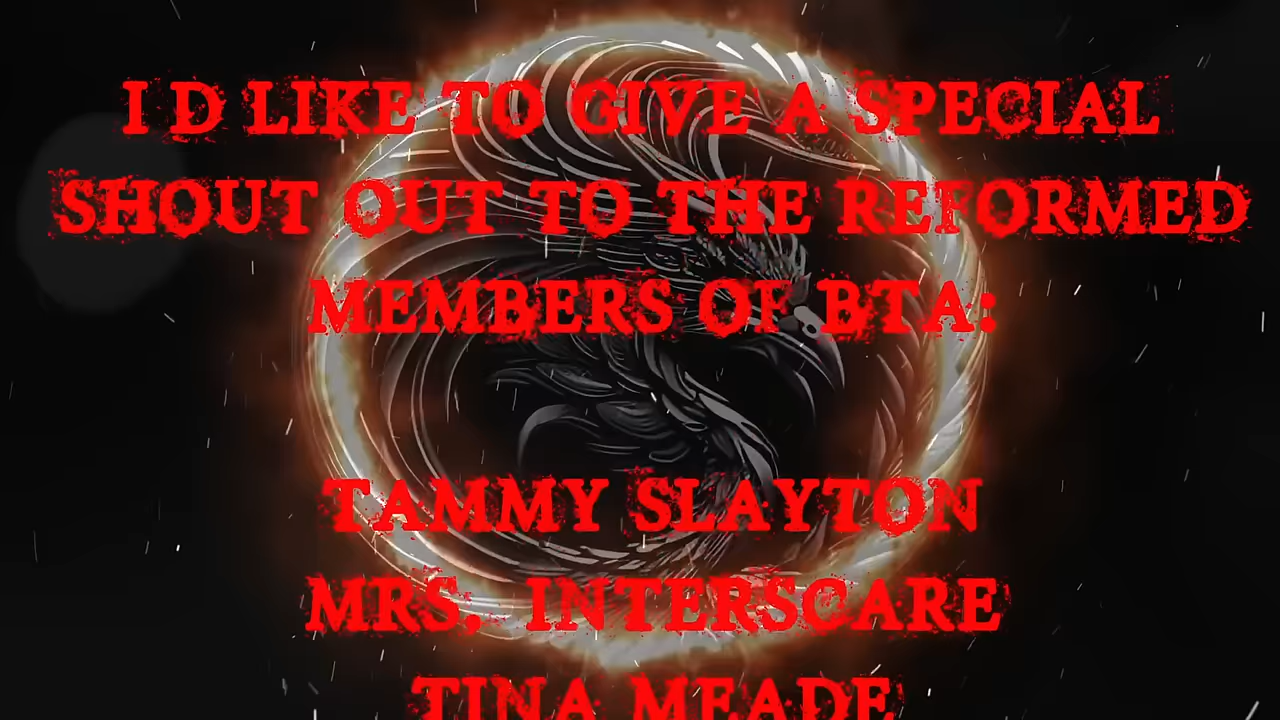 I D LIKE TO GIVE A SPECIAL
SHOUT OUT TO THE REFORMED
MEMBERS OF BTA:
TAMMY SLAYTON
MRS. INTERSCARE
TINA MEADE